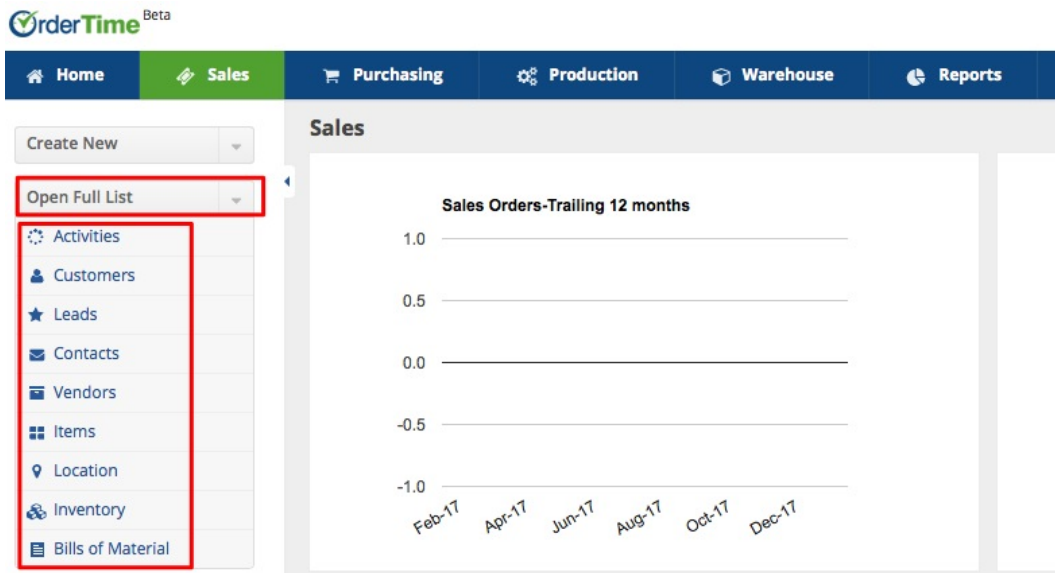 OrderTime Beta
Home Sales Purchasing Production Warehouse Reports
Create New
Open Full List
Activities
Customers
Leads
Contacts
Vendors
Items
Location
Inventory
Bills of Material
Sales
Sales Orders-Trailing 12 months
1.0
0.5
0.0
-0.5
-1.0
Feb-17 Apr-17 Jun-17 Aug-17 Oct-17 Dec-17